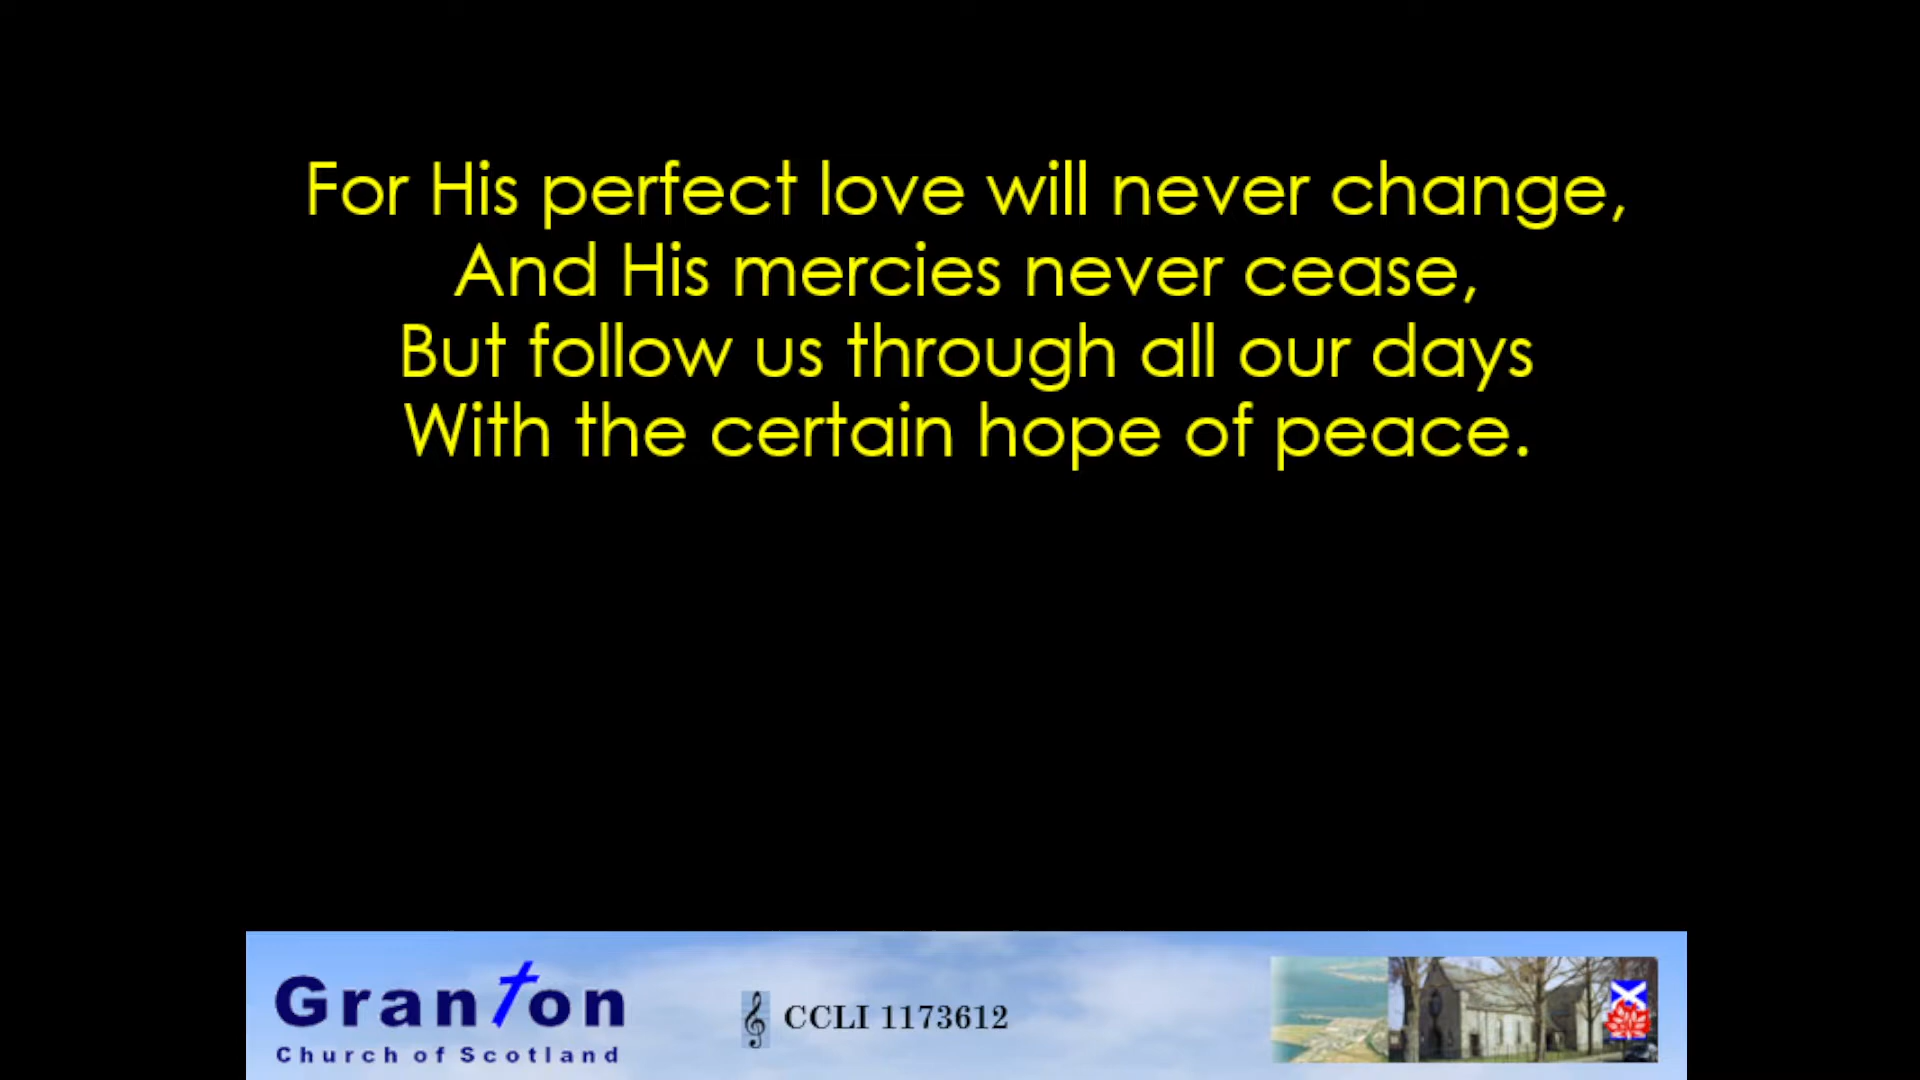 For His perfect love will never change,
And His mercies never cease,
But follow us through all our days
With the certain hope of peace.
Granton
Church of Scotland
CCLI 1173612